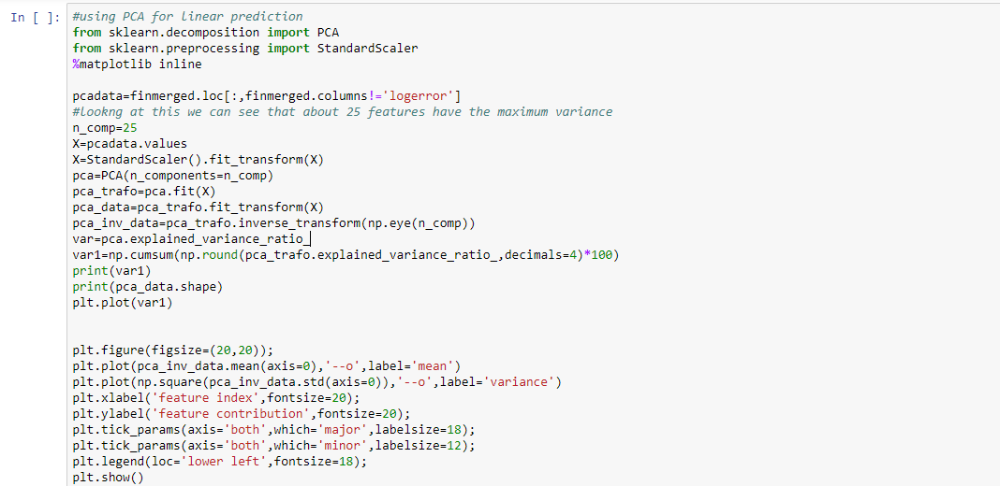 In [ ]: #using PCA for linear prediction
from sklearn.decomposition import PCA
from sklearn.preprocessing import StandardScaler
%matplotlib inline
pcadata=finmerged.loc[:,finmerged.columns!='logerror']
#lookng at this we can see that about 25 features have the maximum variance
n_comp=25
X=pcadata.values
X=StandardScaler().fit_transform(X)
pca=PCA(n_components=n_comp)
pca_trafo=pca.fit(X)
pca_data=pca_trafo.fit_transform(X)
pca_inv_data=pca_trafo.inverse_transform(np.eye(n_comp))
var=pca.explained_variance_ratio_
var1=np.cumsum(np.round(pca_trafo.explained_variance_ratio_,decimals=4)*100)
print(var1)
print(pca_data.shape)
plt.plot(var1)
plt.figure(figsize=(20,20));
plt.plot(pca_inv_data.mean(axis=0),'--o',label='mean')
plt.plot(np.square(pca_inv_data.std(axis=0)),'--o',label='variance')
plt.xlabel('feature index',fontsize=20);
plt.ylabel('feature contribution',fontsize=20);
plt.tick_params(axis='both',which='major',labelsize=18);
plt.tick_params(axis='both',which='minor',labelsize=12);
plt.legend(loc='lower left',fontsize=18);
plt.show()